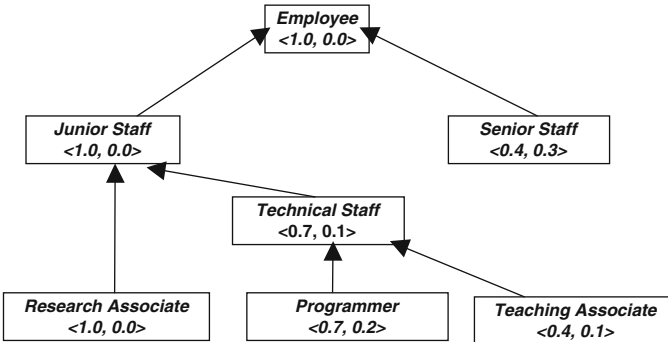 Employee
<1.0, 0.0>
Junior Staff
<1.0, 0.0>
Senior Staff
<0.4, 0.3>
Technical Staff
<0.7, 0.1>
Research Associate
<1.0, 0.0>
Programmer
<0.7, 0.2>
Teaching Associate
<0.4, 0.1>